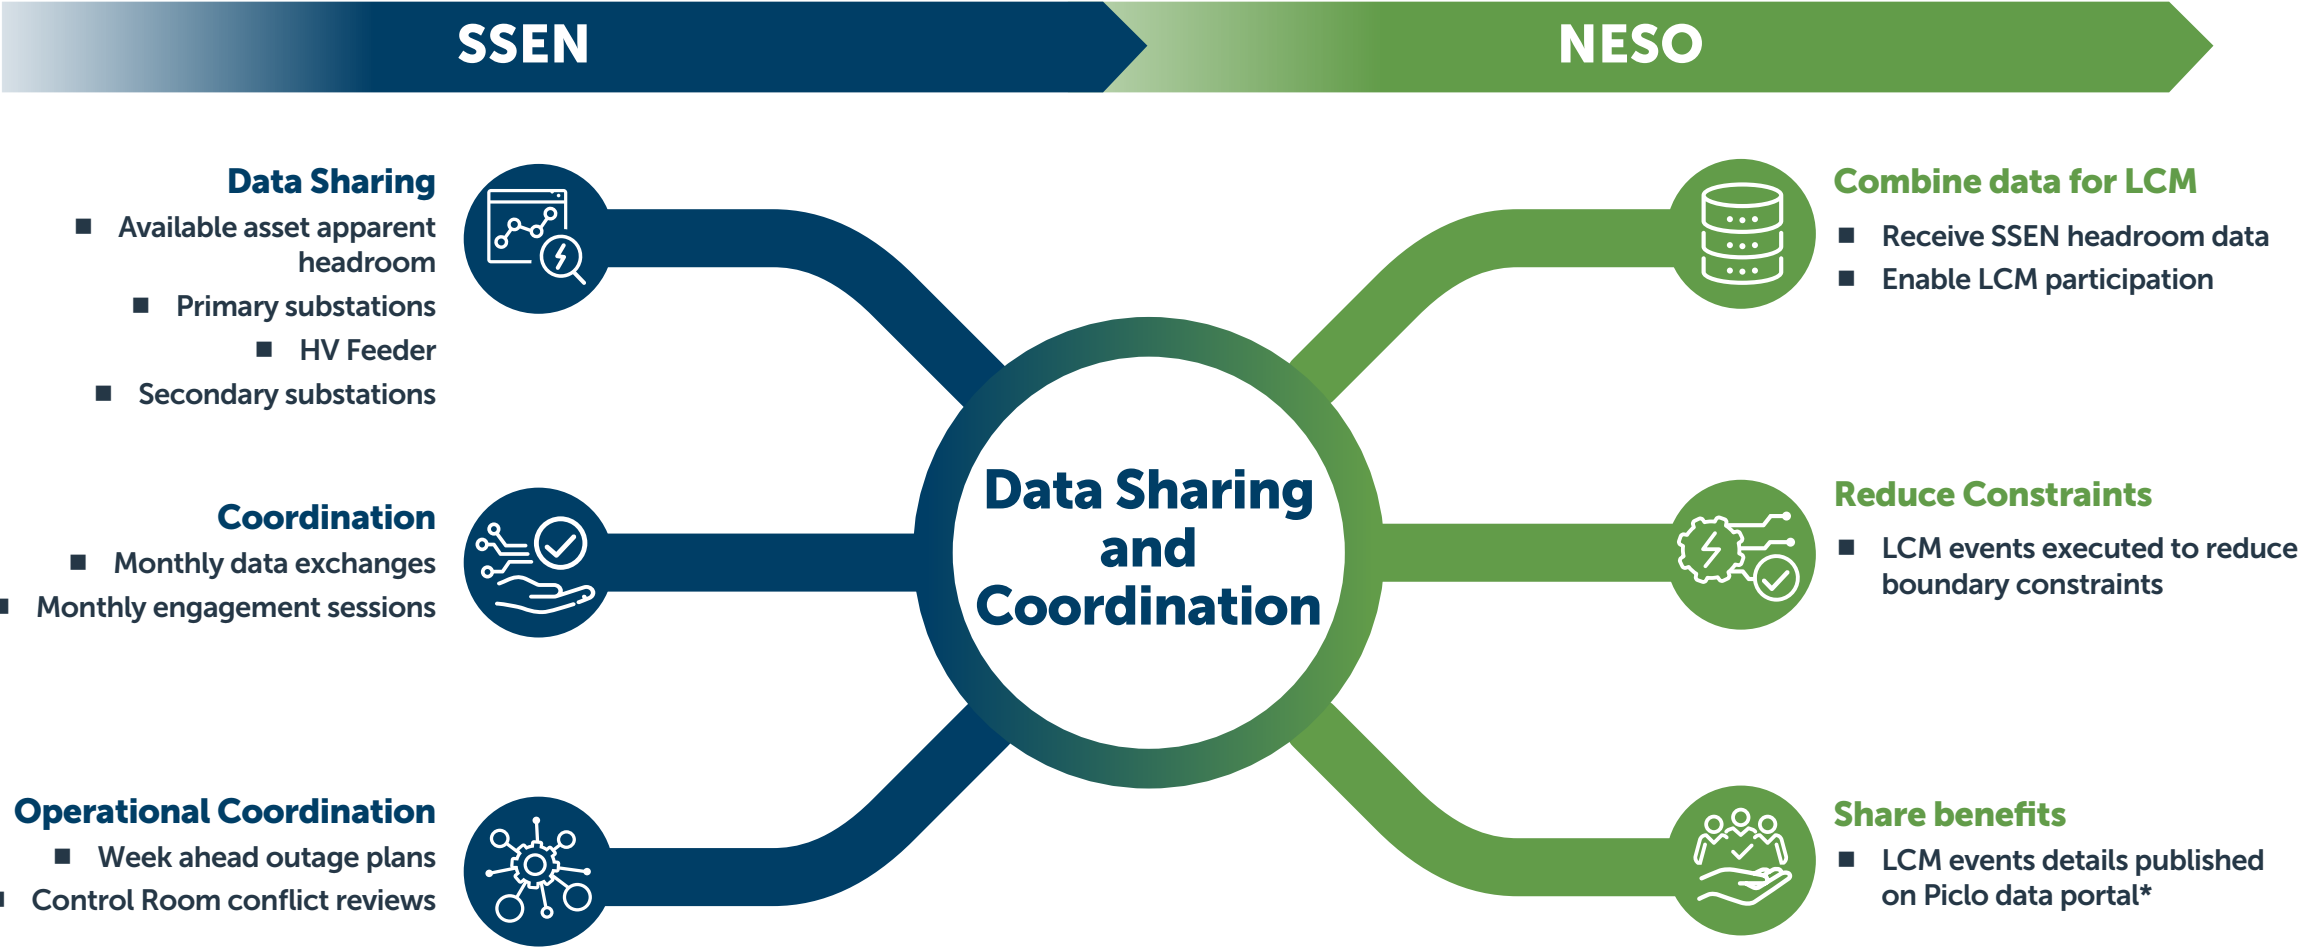 SSEN
NESO
Data Sharing
■ Available asset apparent
headroom
■ Primary substations
■ HV Feeder
■ Secondary substations
Coordination
■ Monthly data exchanges
■ Monthly engagement sessions
Operational Coordination
■ Week ahead outage plans
■ Control Room conflict reviews
Data Sharing
and
Coordination
Combine data for LCM
■ Receive SSEN headroom data
■ Enable LCM participation
Reduce Constraints
■ LCM events executed to reduce
boundary constraints
Share benefits
■ LCM events details published
on Piclo data portal*